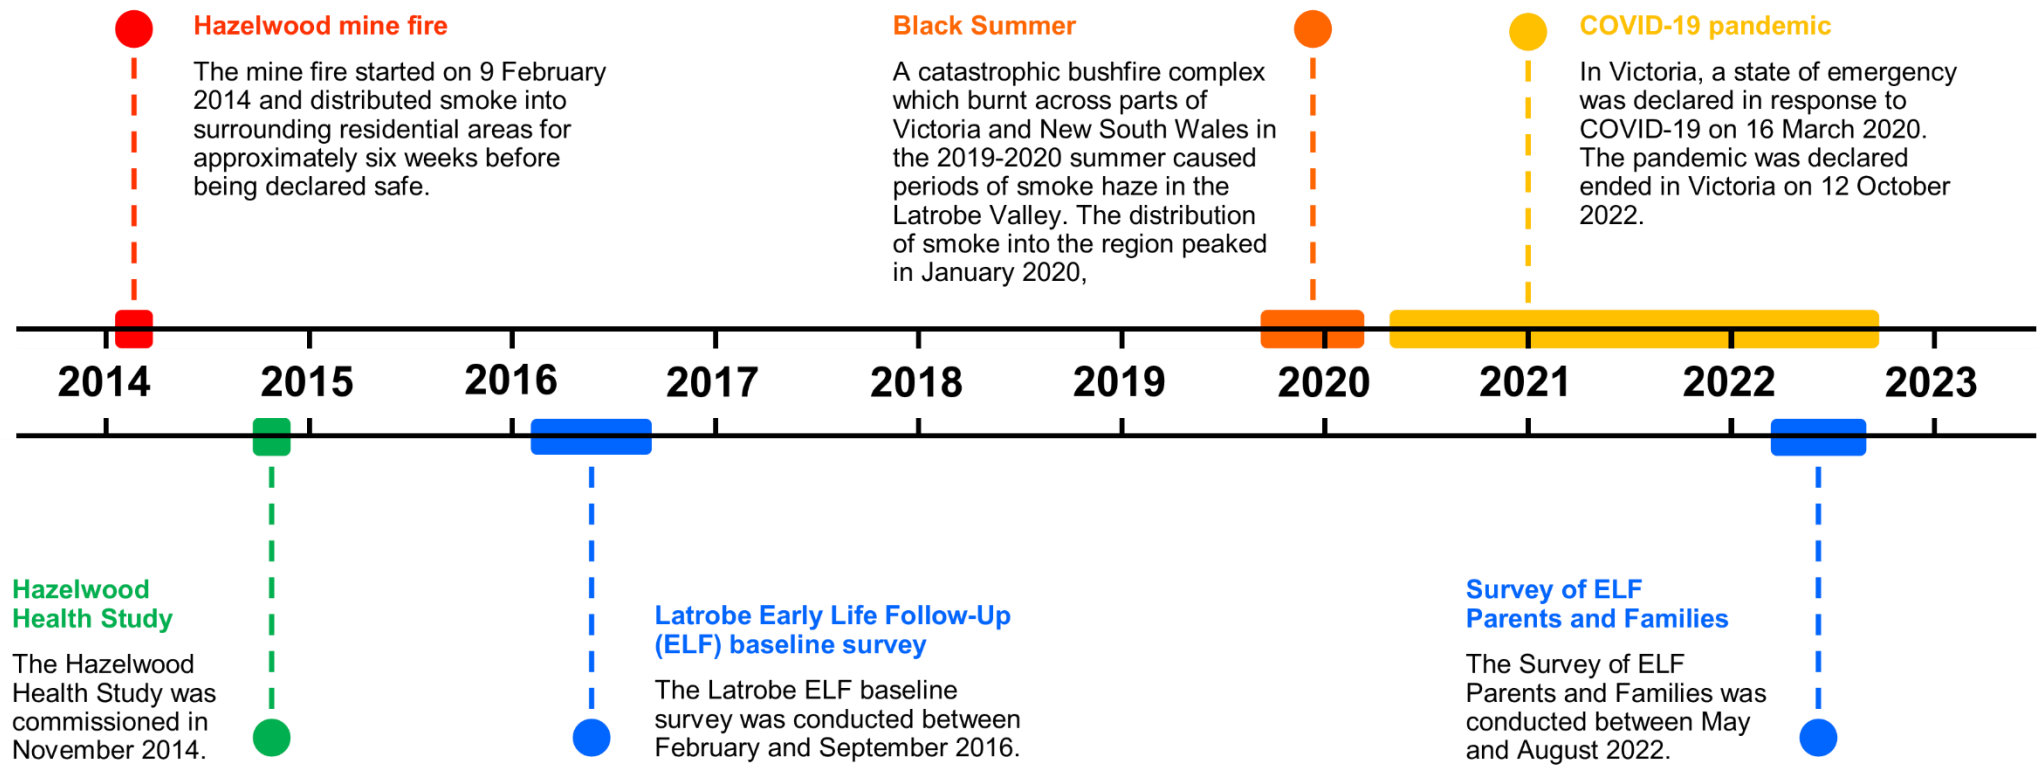 Hazelwood mine fire
The mine fire started on 9 February
2014 and distributed smoke into
surrounding residential areas for
approximately six weeks before
being declared safe.
Black Summer
A catastrophic bushfire complex
which burnt across parts of
Victoria and New South Wales in
the 2019-2020 summer caused
periods of smoke haze in the
Latrobe Valley. The distribution
of smoke into the region peaked
in January 2020,
COVID-19 pandemic
In Victoria, a state of emergency
was declared in response to
COVID-19 on 16 March 2020.
The pandemic was declared
ended in Victoria on 12 October
2022.
2014 2015 2016 2017 2018 2019 2020 2021 2022 2023
Hazelwood
Health Study
The Hazelwood
Health Study was
commissioned in
November 2014.
Latrobe Early Life Follow-Up
(ELF) baseline survey
The Latrobe ELF baseline
survey was conducted between
February and September 2016.
Survey of ELF
Parents and Families
The Survey of ELF
Parents and Families was
conducted between May
and August 2022.